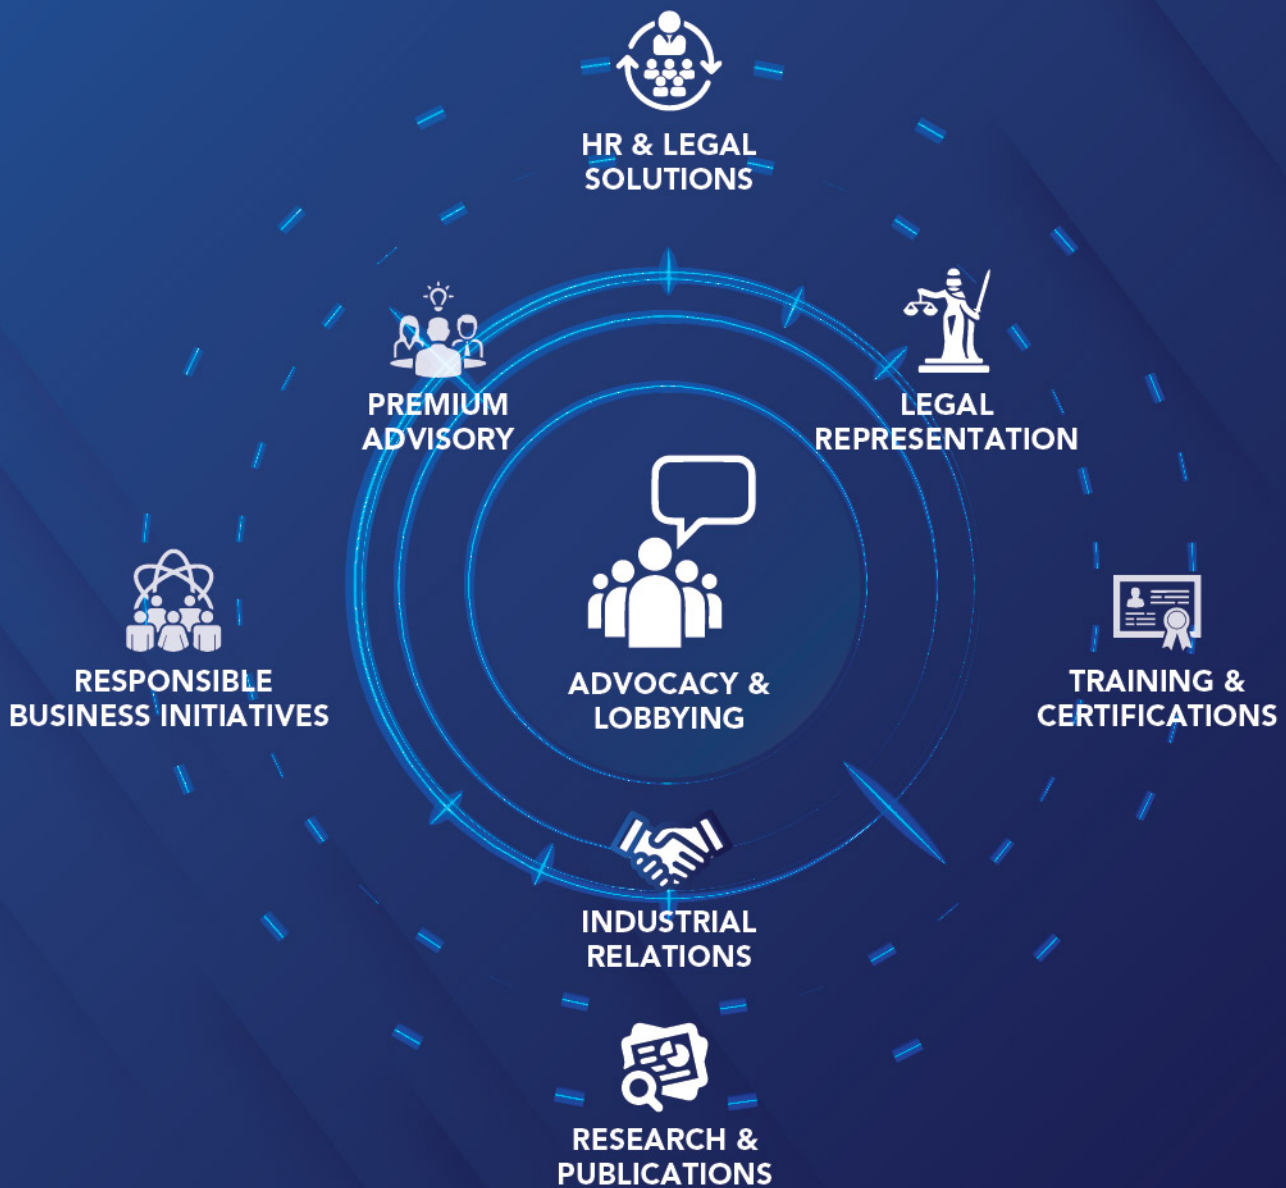 HR & LEGAL
SOLUTIONS
PREMIUM
ADVISORY
LEGAL
REPRESENTATION
ADVOCACY &
LOBBYING
RESPONSIBLE
BUSINESS INITIATIVES
TRAINING &
CERTIFICATIONS
INDUSTRIAL
RELATIONS
RESEARCH &
PUBLICATIONS